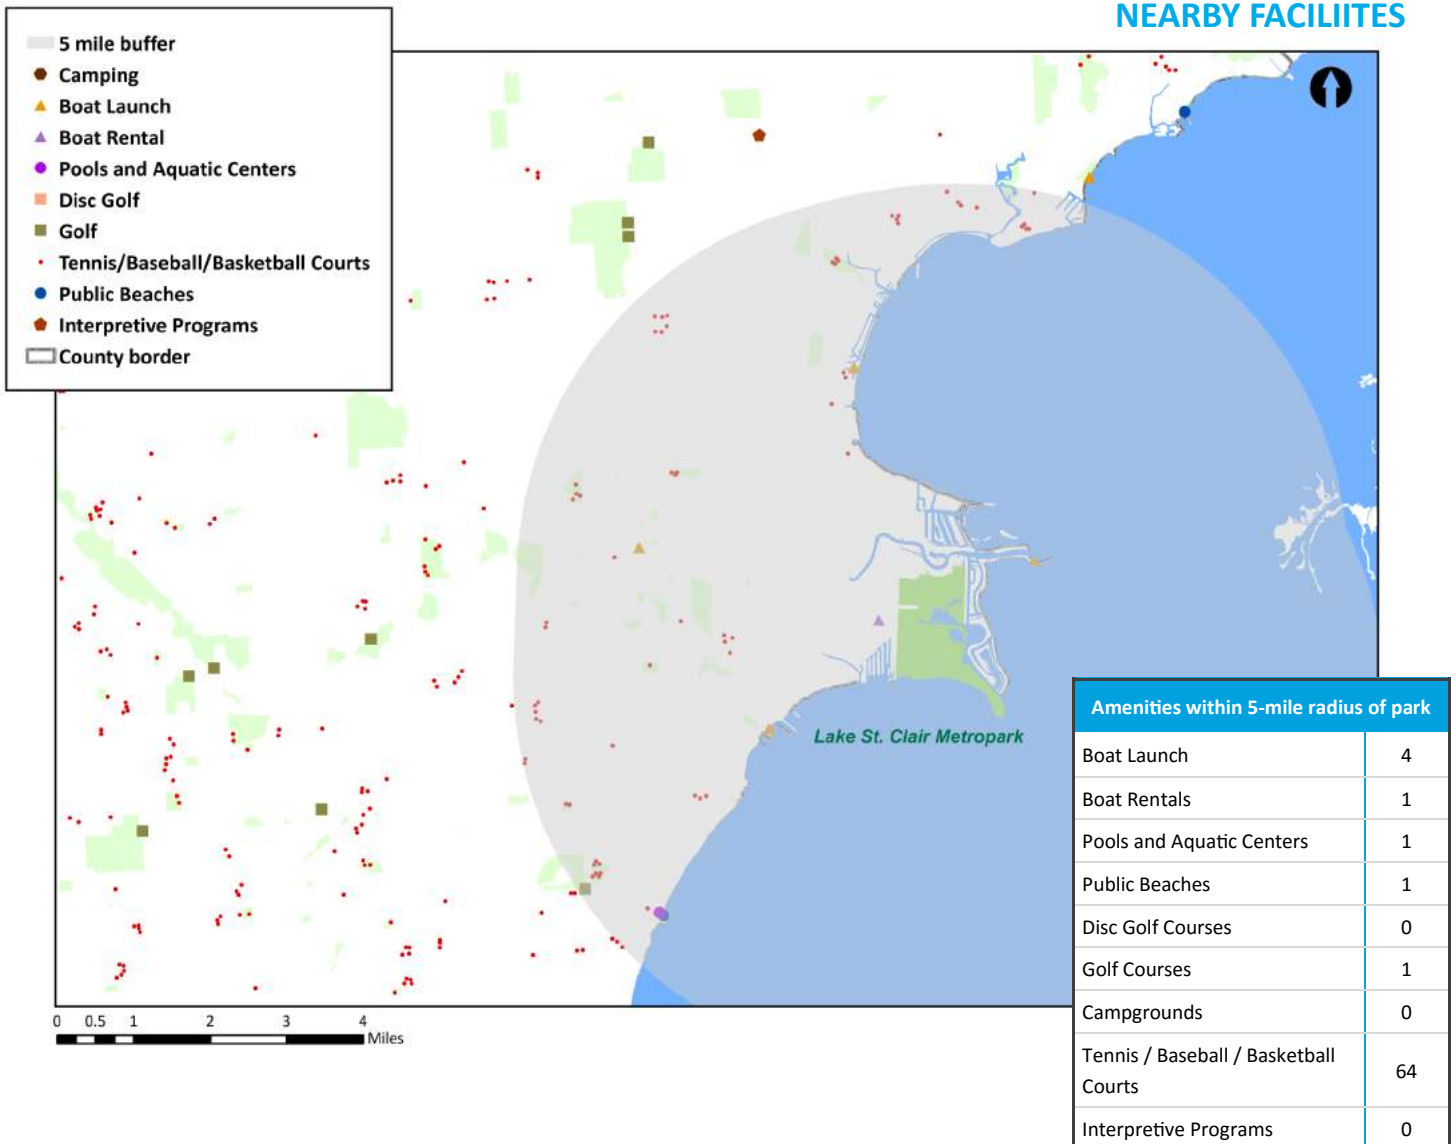 NEARBY FACILIITES
5 mile buffer
Camping
Boat Launch
Boat Rental
Pools and Aquatic Centers
Disc Golf
Golf
Tennis/Baseball/Basketball Courts
Public Beaches
Interpretive Programs
County border
Lake St. Clair Metropark
0 0.5 1 2 3 4
Miles
Amenities within 5-mile radius of park
Boat Launch 4
Boat Rentals 1
Pools and Aquatic Centers 1
Public Beaches 1
Disc Golf Courses 0
Golf Courses 1
Campgrounds 0
Tennis / Baseball / Basketball
Courts 64
Interpretive Programs 0